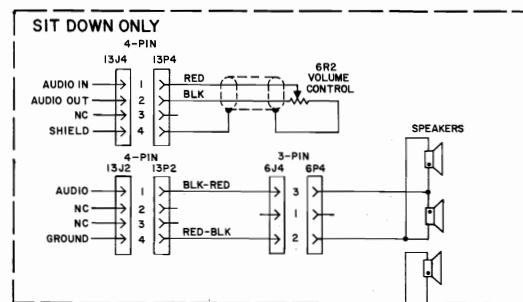 SIT DOWN ONLY
4-PIN
13J4 13P4
AUDIO IN 1 RED
AUDIO OUT 2 BLK
NC 3
SHIELD 4
6R2
VOLUME
CONTROL
SPEAKERS
4-PIN
13J2 13P2
3-PIN
6J4 6P4
AUDIO 1 BLK-RED 3
NC 2
NC 3 1
GROUND 4 RED-BLK 2